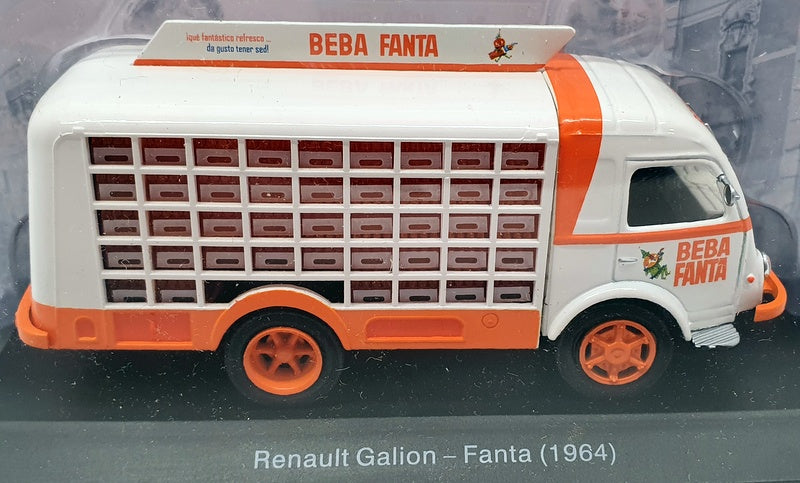 ¡qué fantástico refresco ...
da gusto tener sed!
BEBA FANTA
BEBA
FANTA
Renault Galion – Fanta (1964)